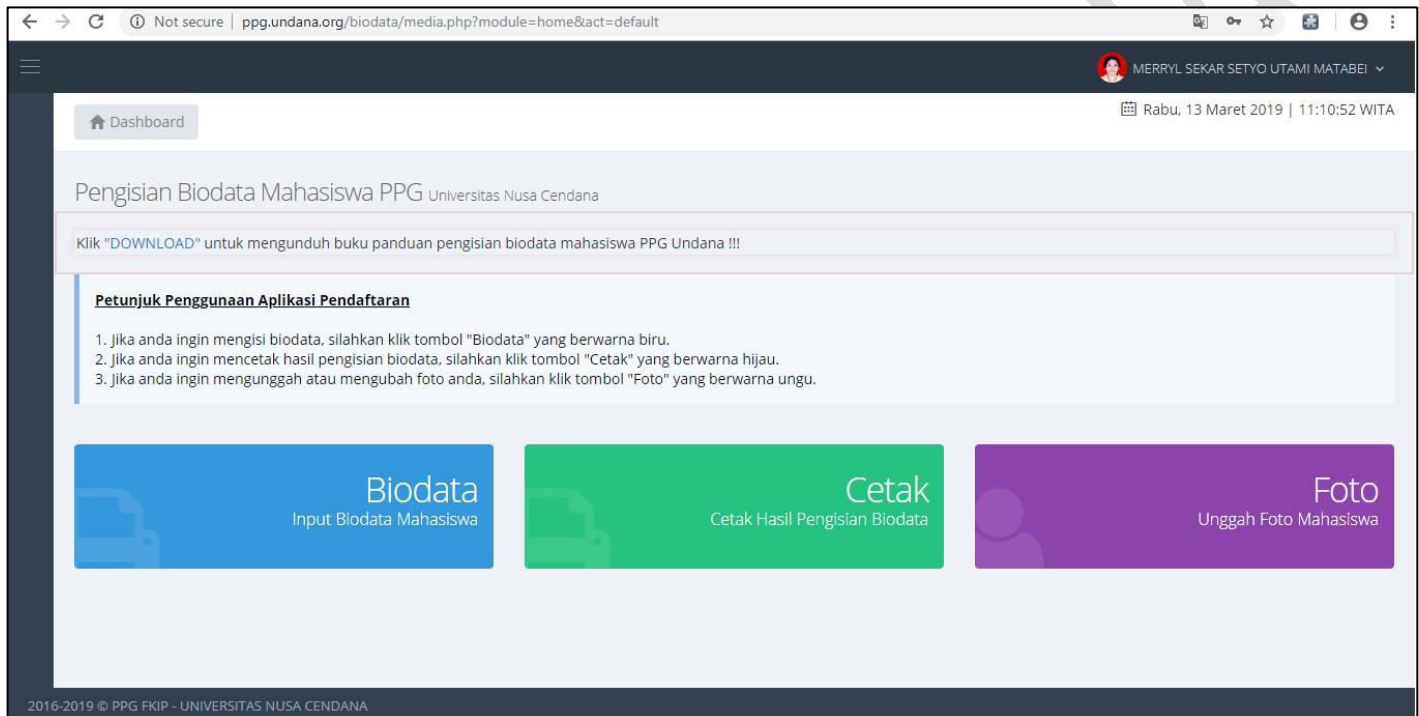 Not secure | ppg.undana.org/biodata/media.php?module=home&act=default
MERRYL SEKAR SETYO UTAMI MATABEI
Dashboard
Rabu, 13 Maret 2019 | 11:10:52 WITA
Pengisian Biodata Mahasiswa PPG Universitas Nusa Cendana
Klik "DOWNLOAD" untuk mengunduh buku panduan pengisian biodata mahasiswa PPG Undana !!!
Petunjuk Penggunaan Aplikasi Pendaftaran
1. Jika anda ingin mengisi biodata, silahkan klik tombol "Biodata" yang berwarna biru.
2. Jika anda ingin mencetak hasil pengisian biodata, silahkan klik tombol "Cetak" yang berwarna hijau.
3. Jika anda ingin mengunggah atau mengubah foto anda, silahkan klik tombol "Foto" yang berwarna ungu.
Biodata
Input Biodata Mahasiswa
Cetak
Cetak Hasil Pengisian Biodata
Foto
Unggah Foto Mahasiswa
2016-2019 © PPG FKIP - UNIVERSITAS NUSA CENDANA